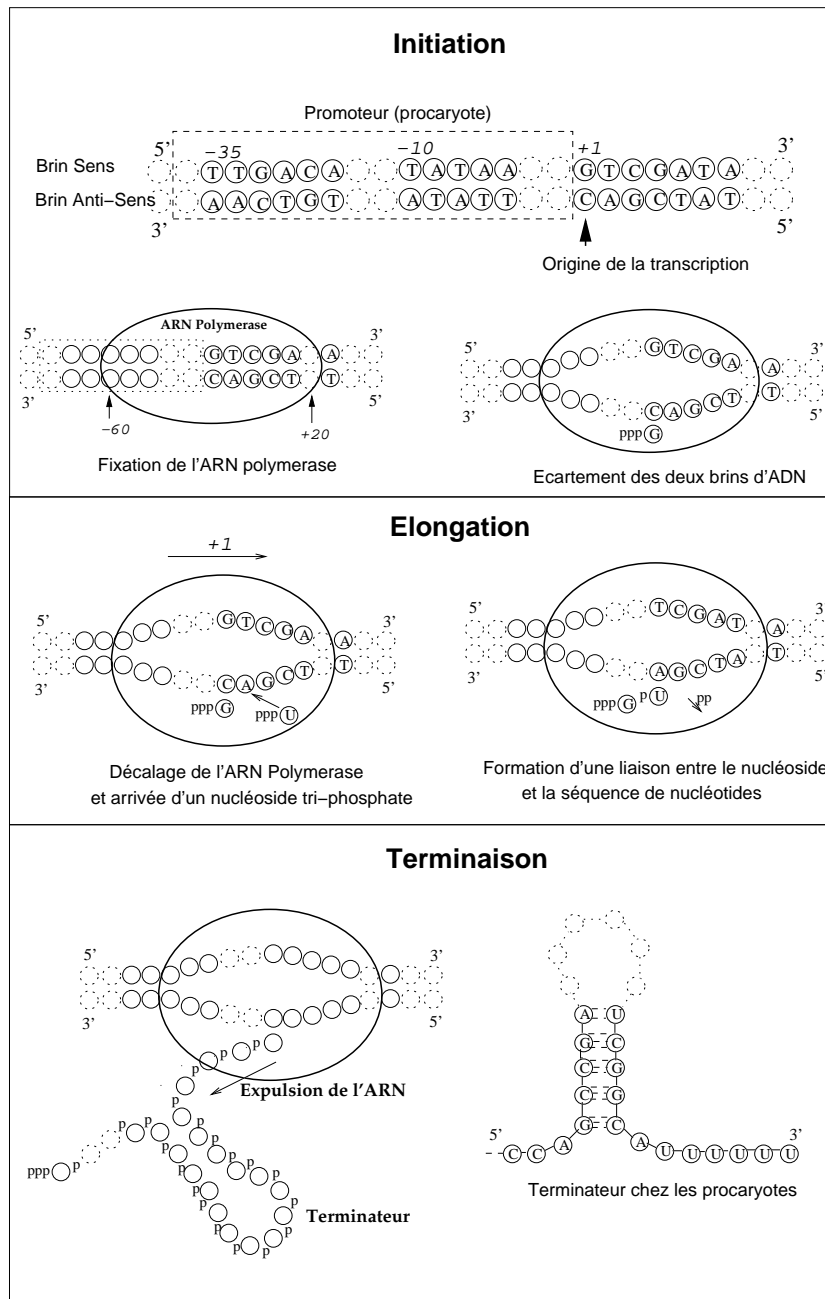 Initiation
Promoteur (procaryote)
5' −35 −10 +1 3'
Brin Sens T T G A C A T A T A A G T C G A T A
Brin Anti−Sens A A C T G T A T A T T C A G C T A T
3' 5'
Origine de la transcription
ARN Polymerase
5' 3'
G T C G A A
C A G C T T
3' 5'
−60 +20
Fixation de l'ARN polymerase
5' 3'
G T C G A A
C A G C T T
3' 5'
ppp G
Ecartement des deux brins d'ADN
Elongation
+1
5' 3'
G T C G A A
C A G C T T
3' 5'
ppp G ppp U
Décalage de l'ARN Polymerase
et arrivée d'un nucléoside tri−phosphate
5' 3'
T C G A T A
A G C T A T
3' 5'
ppp G p U pp
Formation d'une liaison entre le nucléoside
et la séquence de nucléotides
Terminaison
5' 3'
3' 5'
p p p p
Expulsion de l'ARN
p p p p p p
ppp p
p p p p p p p p p p p p p p
Terminateur
A U
G C
C G
C G
G C
5' 3'
C C A G C A U U U U U U
Terminateur chez les procaryotes